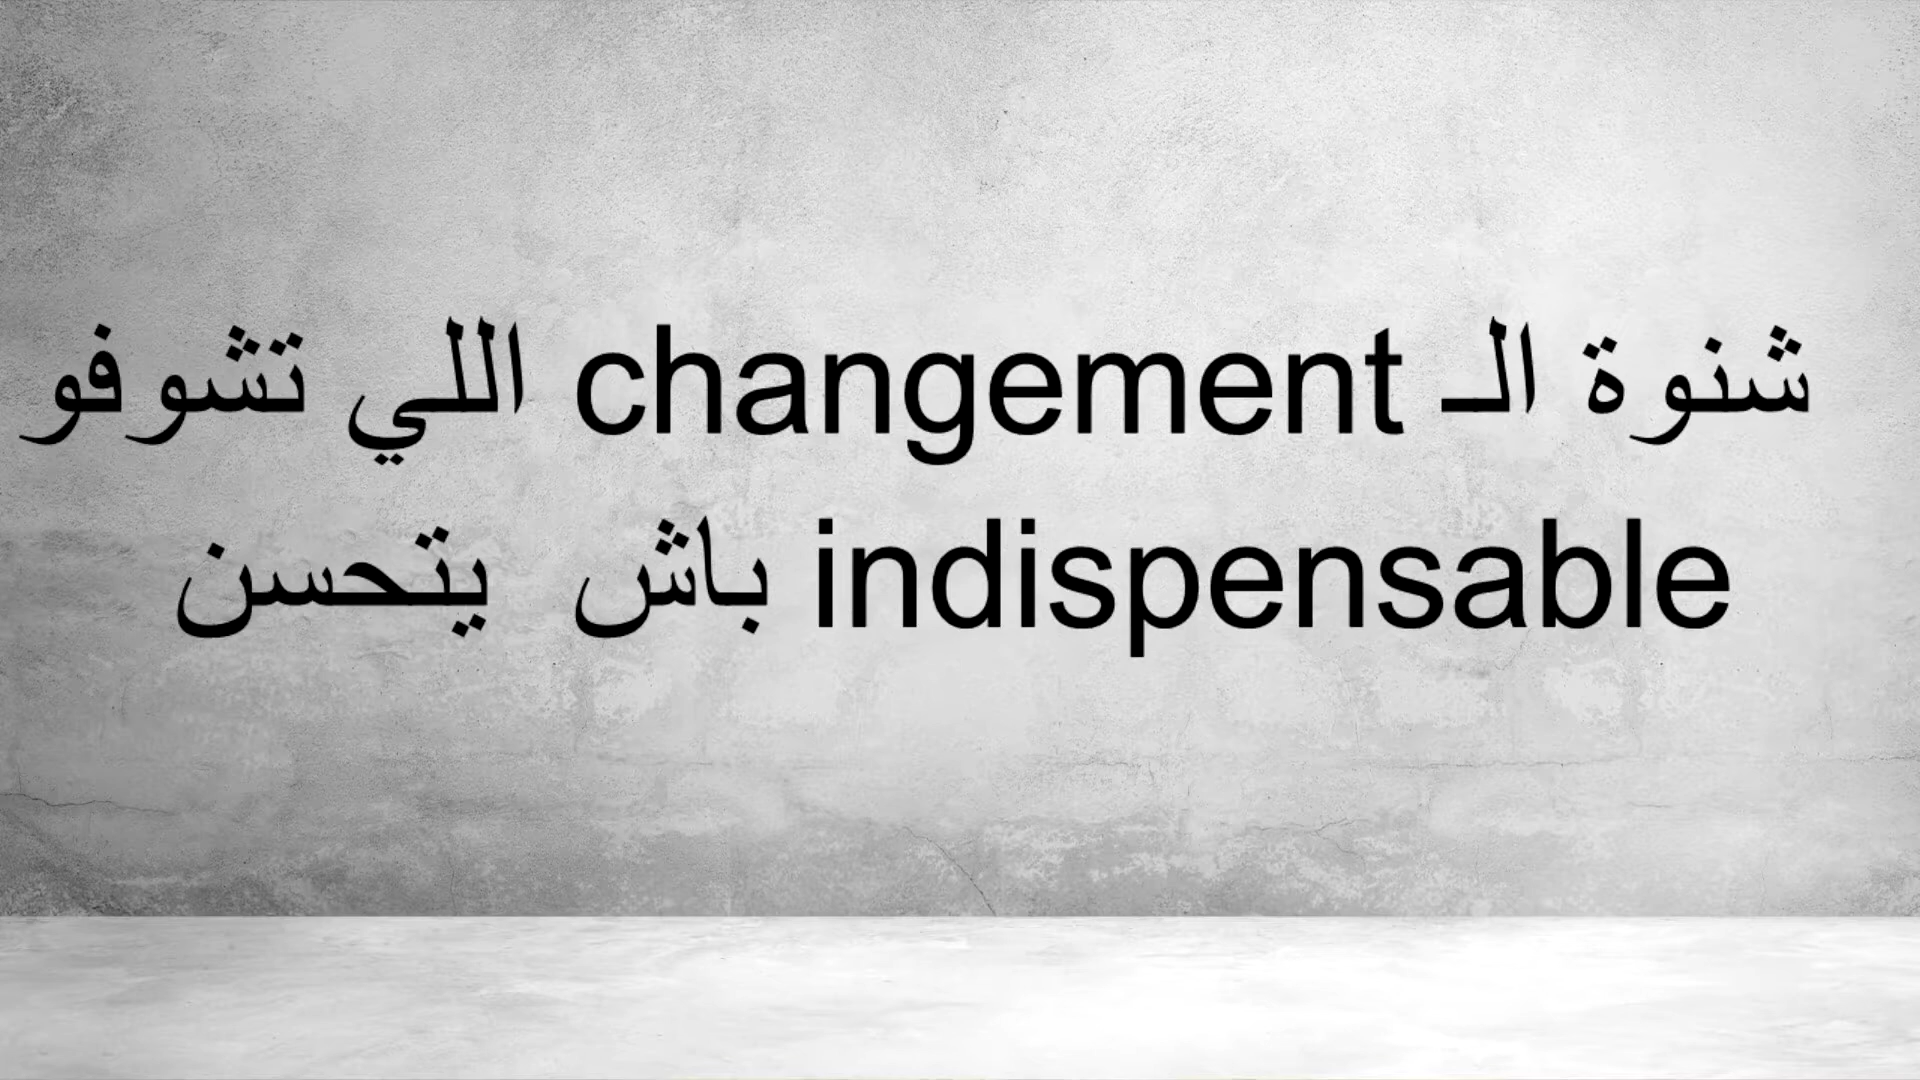 شنوة الـ changement اللي تشوفو
indispensable باش يتحسن